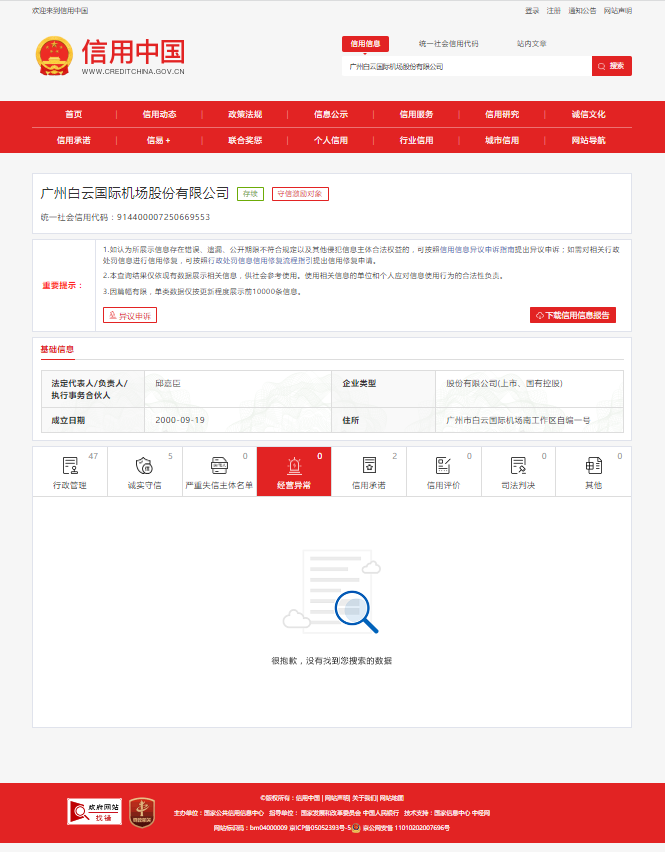 欢迎来到信用中国
登录 注册 通知公告 网站声明
信用中国
WWW.CREDITCHINA.GOV.CN
信用信息 统一社会信用代码 站内文章
广州白云国际机场股份有限公司 搜索
首页 信用动态 政策法规 信息公示 信用服务 信用研究 诚信文化
信用承诺 信易+ 联合奖惩 个人信用 行业信用 城市信用 网站导航
广州白云国际机场股份有限公司 存续 守信激励对象
统一社会信用代码：914400007250669553
重要提示：
1.如认为所展示信息存在错误、遗漏、公开期限不符合规定以及其他侵犯信息主体合法权益的，可按照信用信息异议申诉指南提出异议申诉；如需对相关行政
处罚信息进行信用修复，可按照行政处罚信息信用修复流程指引提出信用修复申请。
2.本查询结果仅依现有数据展示相关信息，供社会参考使用。使用相关信息的单位和个人应对信息使用行为的合法性负责。
3.因篇幅有限，单类数据仅按更新程度展示前10000条信息。
异议申诉 下载信用信息报告
基础信息
法定代表人/负责人/
执行事务合伙人
邱嘉臣
企业类型
股份有限公司(上市、国有控股)
成立日期 2000-09-19 住所 广州市白云国际机场南工作区自编一号
47 5 0 0 2 0 0 0
行政管理 诚实守信 严重失信主体名单 经营异常 信用承诺 信用评价 司法判决 其他
很抱歉，没有找到您搜索的数据
政府网站
找错
©版权所有：信用中国 | 网站声明| 关于我们| 网站地图
主办单位：国家公共信用信息中心 指导单位：国家发展和改革委员会 中国人民银行 技术支持：国家信息中心 中经网
网站标识码：bm04000009 京ICP备05052393号-5 京公网安备 11010202007696号